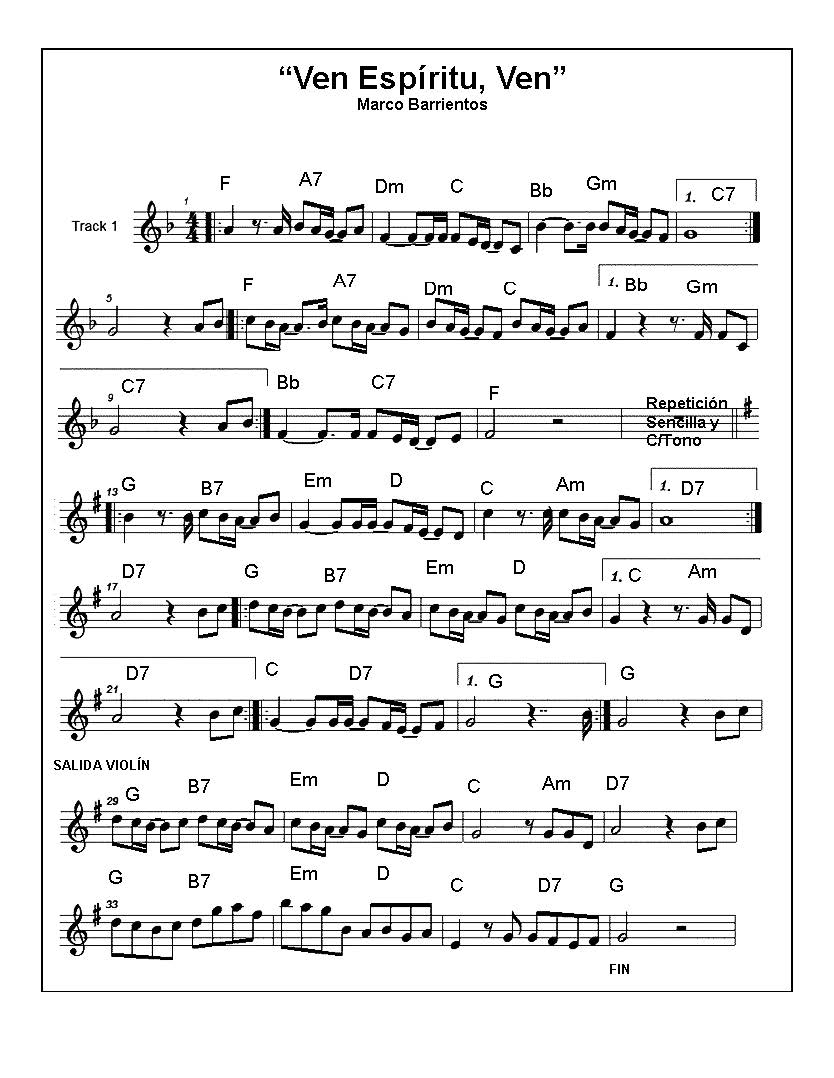 “Ven Espíritu, Ven”
Marco Barrientos
F A7 Dm C Bb Gm 1. C7
Track 1 1 4/4
F A7 Dm C 1. Bb Gm
5
C7 Bb C7 F Repetición
9 Sencilla y
C/Tono
G B7 Em D C Am 1. D7
13
D7 G B7 Em D 1. C Am
17
D7 C D7 1. G G
21
SALIDA VIOLÍN
G B7 Em D C Am D7
29
G B7 Em D C D7 G
33
FIN